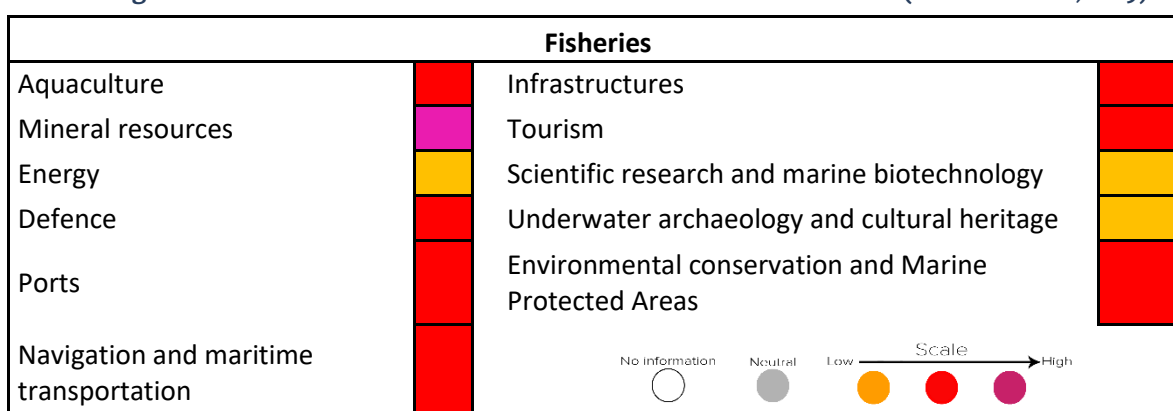 Fisheries
Aquaculture
Infrastructures
Mineral resources
Tourism
Energy
Scientific research and marine biotechnology
Defence
Underwater archaeology and cultural heritage
Ports
Environmental conservation and Marine
Protected Areas
Navigation and maritime
transportation
No information
Neutral
Low
Scale
High